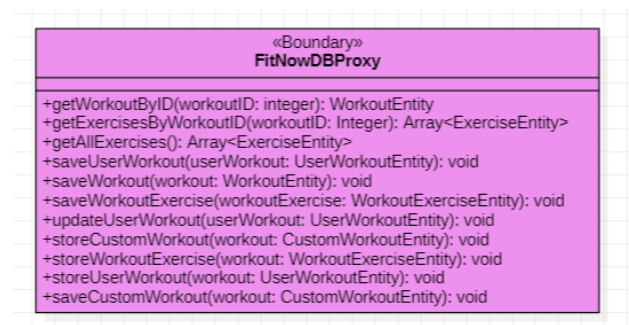 «Boundary»
FitNowDBProxy
+getWorkoutByID(workoutID: integer): WorkoutEntity
+getExercisesByWorkoutID(workoutID: Integer): Array<ExerciseEntity>
+getAllExercises(): Array<ExerciseEntity>
+saveUserWorkout(userWorkout: UserWorkoutEntity): void
+saveWorkout(workout: WorkoutEntity): void
+saveWorkoutExercise(workoutExercise: WorkoutExerciseEntity): void
+updateUserWorkout(userWorkout: UserWorkoutEntity): void
+storeCustomWorkout(workout: CustomWorkoutEntity): void
+storeWorkoutExercise(workout: WorkoutExerciseEntity): void
+storeUserWorkout(workout: UserWorkoutEntity): void
+saveCustomWorkout(workout: CustomWorkoutEntity): void